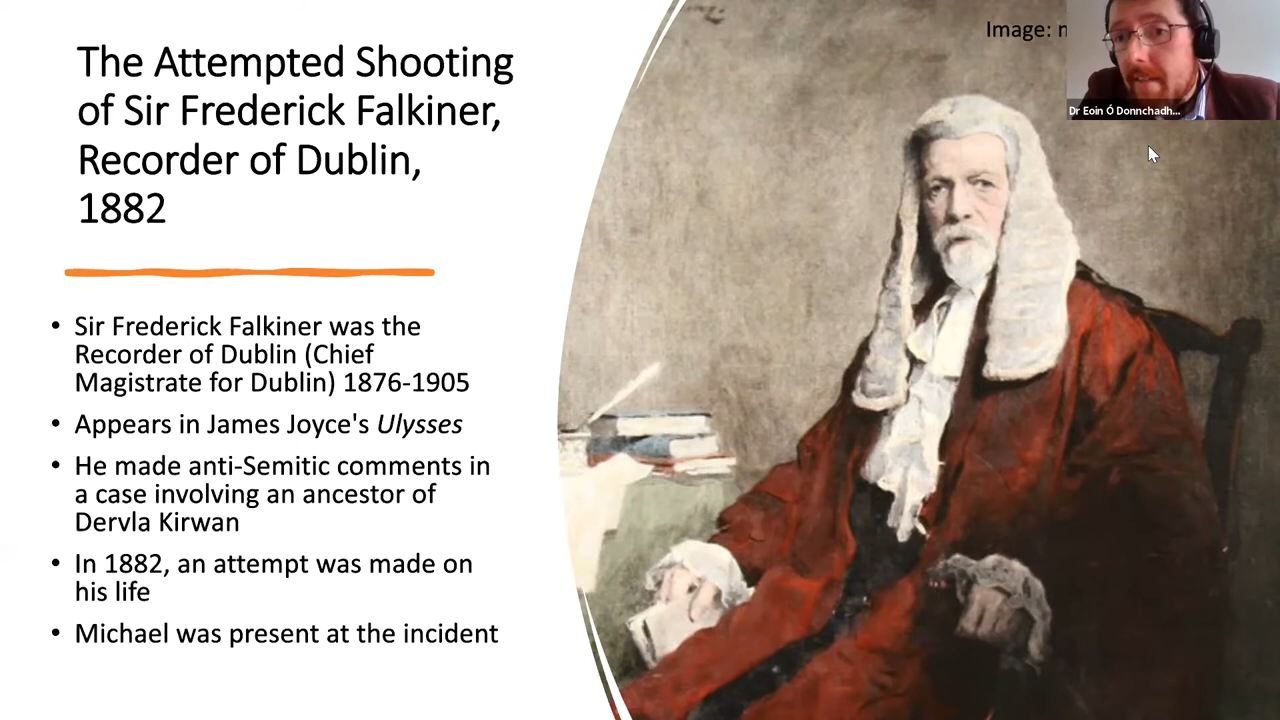 The Attempted Shooting
of Sir Frederick Falkiner,
Recorder of Dublin,
1882
• Sir Frederick Falkiner was the
Recorder of Dublin (Chief
Magistrate for Dublin) 1876-1905
• Appears in James Joyce's Ulysses
• He made anti-Semitic comments in
a case involving an ancestor of
Dervla Kirwan
• In 1882, an attempt was made on
his life
• Michael was present at the incident
Image:
Dr Eoin Ó Donnchadh...